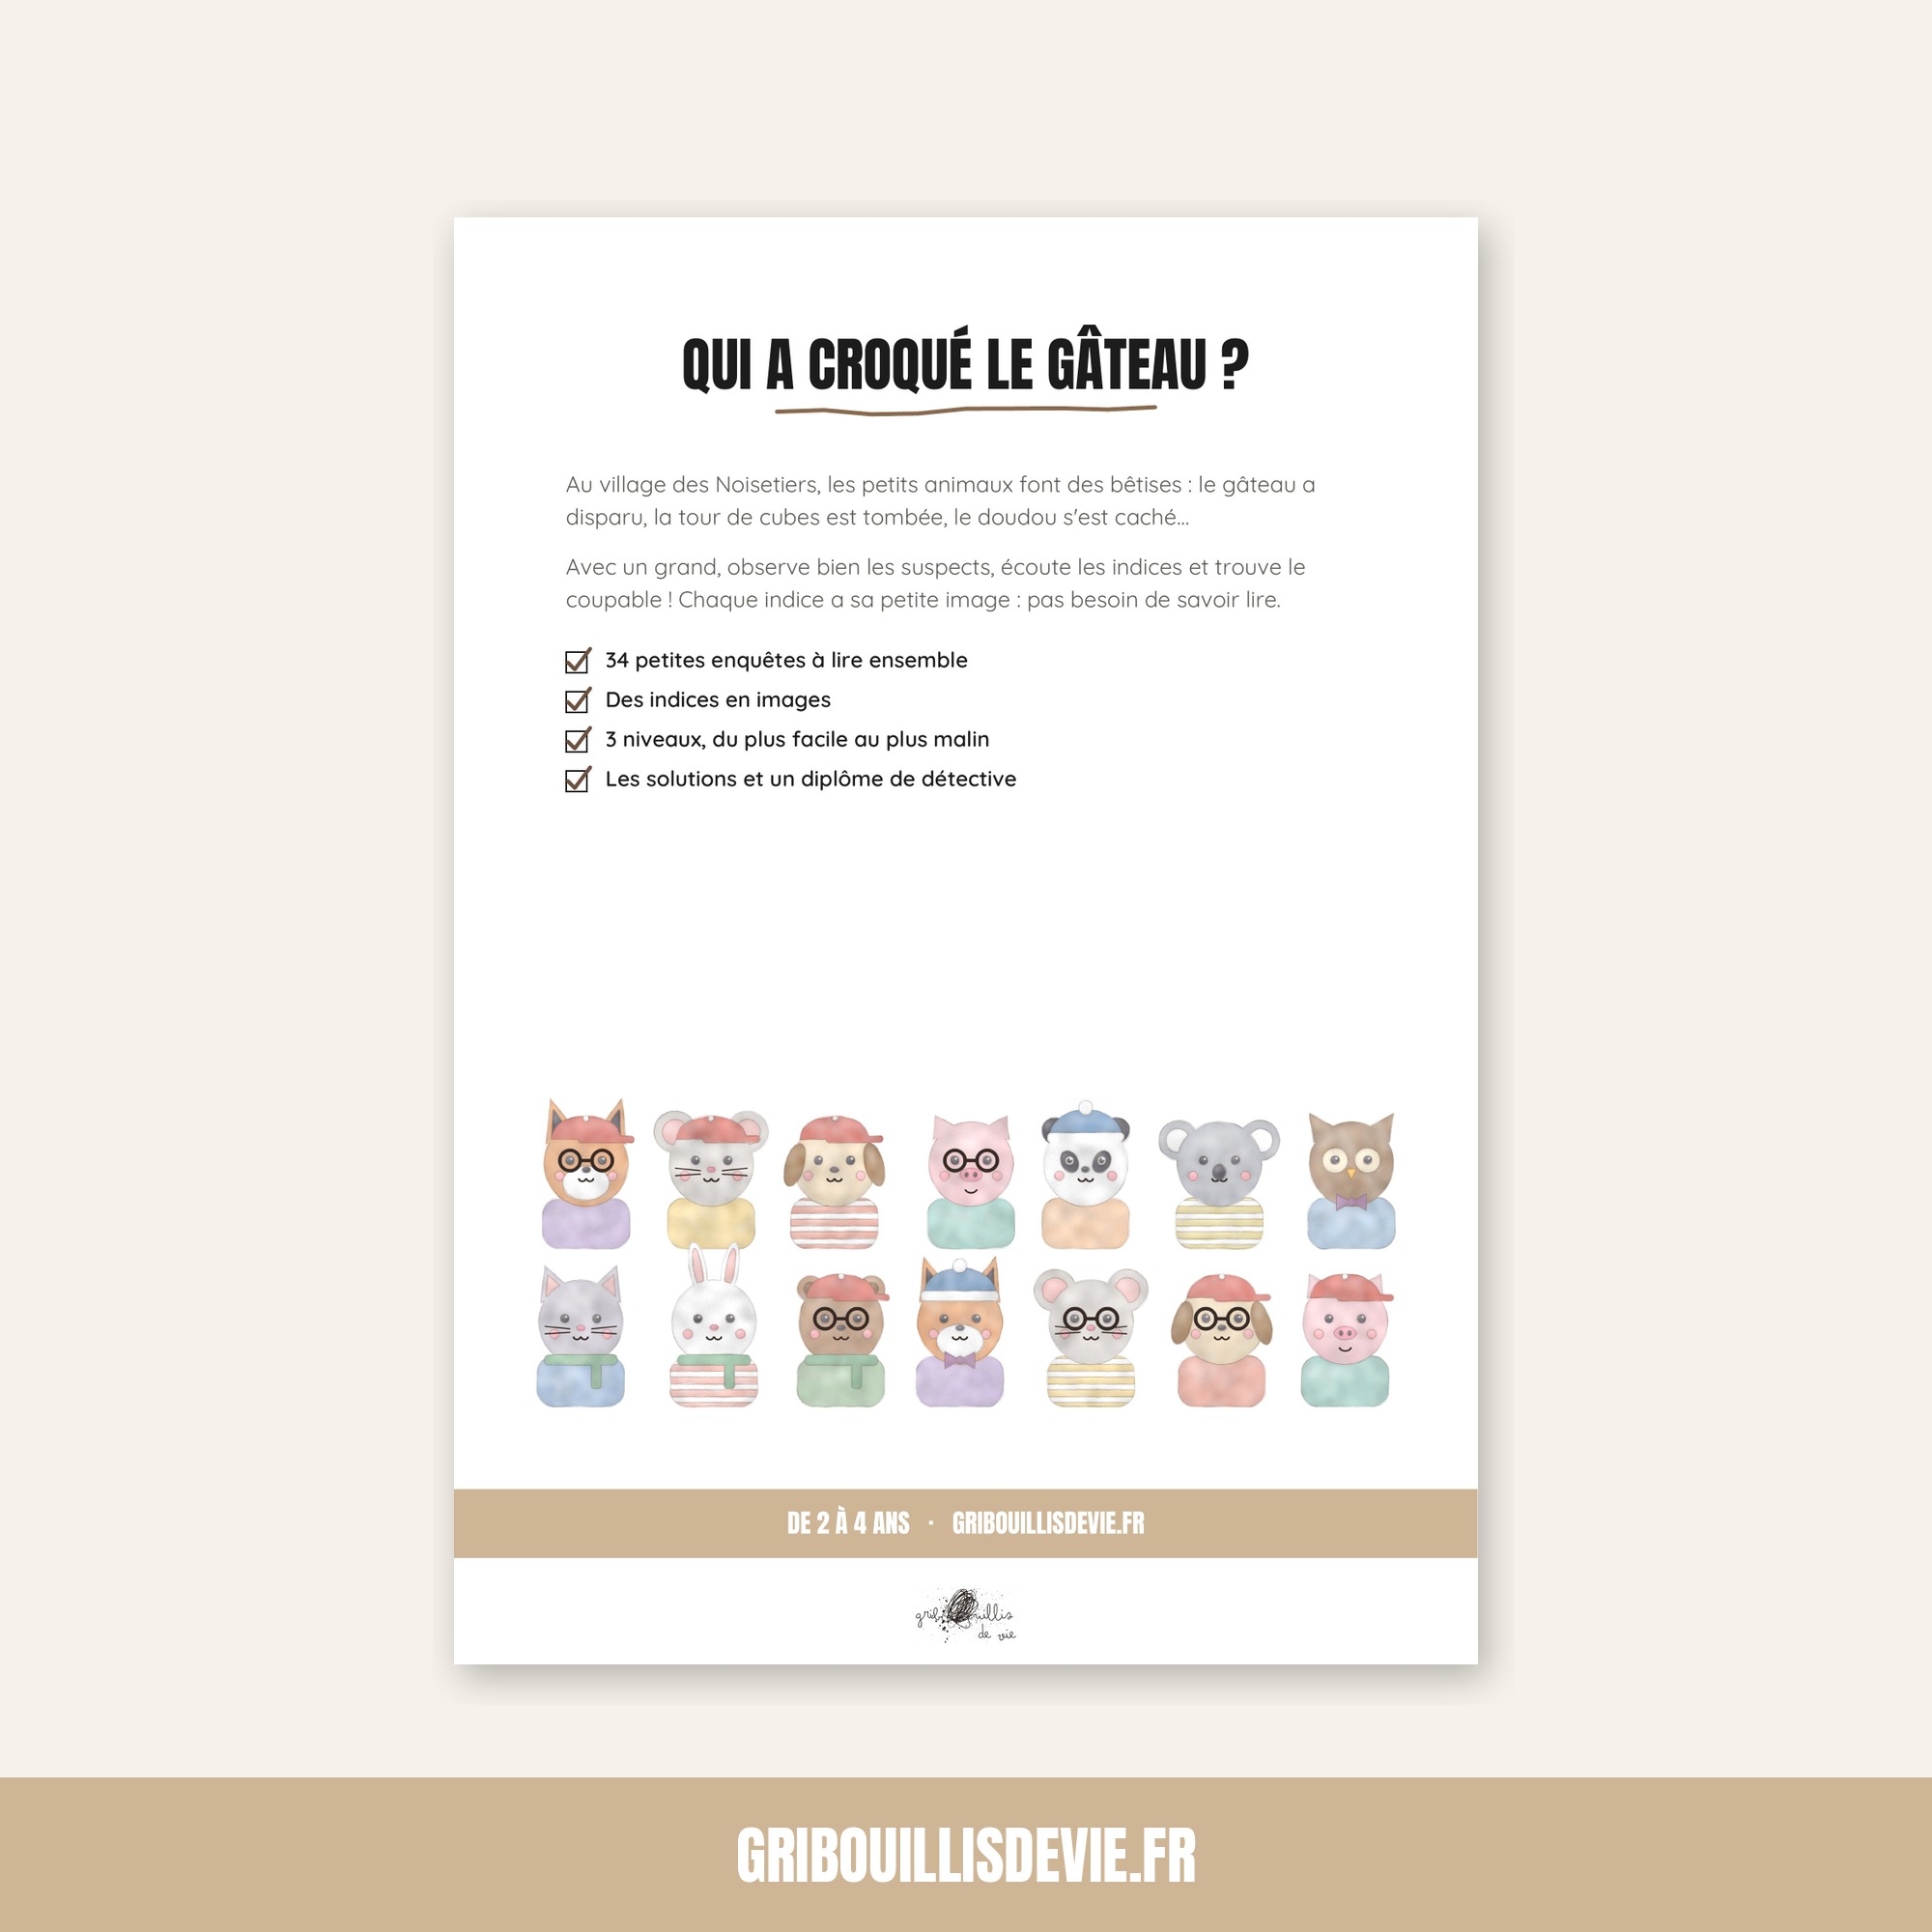 QUI A CROQUÉ LE GÂTEAU ?
Au village des Noisetiers, les petits animaux font des bêtises : le gâteau a
disparu, la tour de cubes est tombée, le doudou s'est caché...
Avec un grand, observe bien les suspects, écoute les indices et trouve le
coupable ! Chaque indice a sa petite image : pas besoin de savoir lire.
34 petites enquêtes à lire ensemble
Des indices en images
3 niveaux, du plus facile au plus malin
Les solutions et un diplôme de détective
DE 2 À 4 ANS · GRIBOUILLISDEVIE.FR
gribouillis
de vie
GRIBOUILLISDEVIE.FR